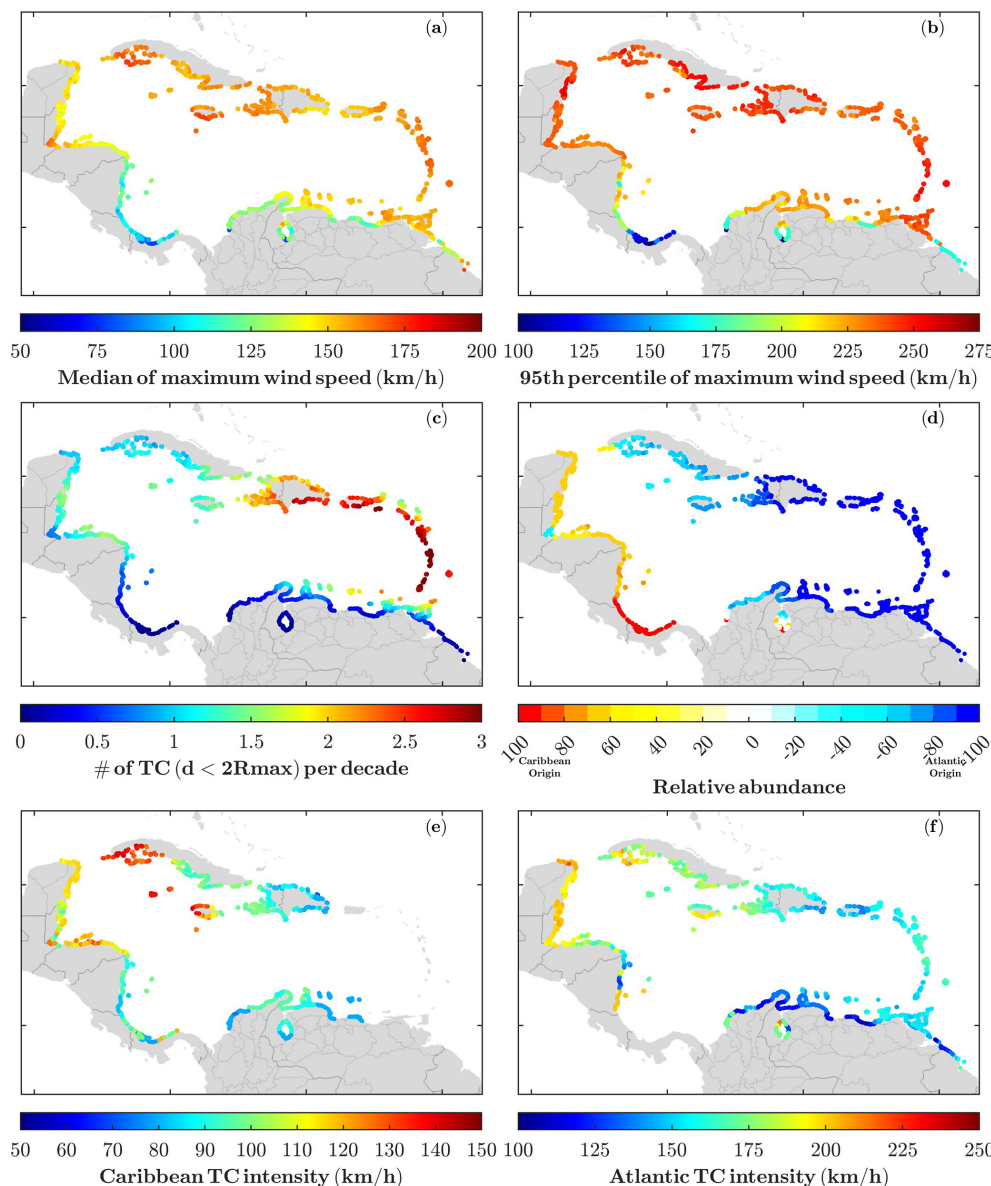 (a)
(b)
50 75 100 125 150 175 200
Median of maximum wind speed (km/h)
100 125 150 175 200 225 250 275
95th percentile of maximum wind speed (km/h)
(c)
(d)
0 0.5 1 1.5 2 2.5 3
# of TC (d < 2Rmax) per decade
100 80 60 40 20 0 -20 -40 -60 -80 -100
Caribbean Origin
Atlantic Origin
Relative abundance
(e)
(f)
50 60 70 80 90 100 110 120 130 140 150
Caribbean TC intensity (km/h)
100 125 150 175 200 225 250
Atlantic TC intensity (km/h)